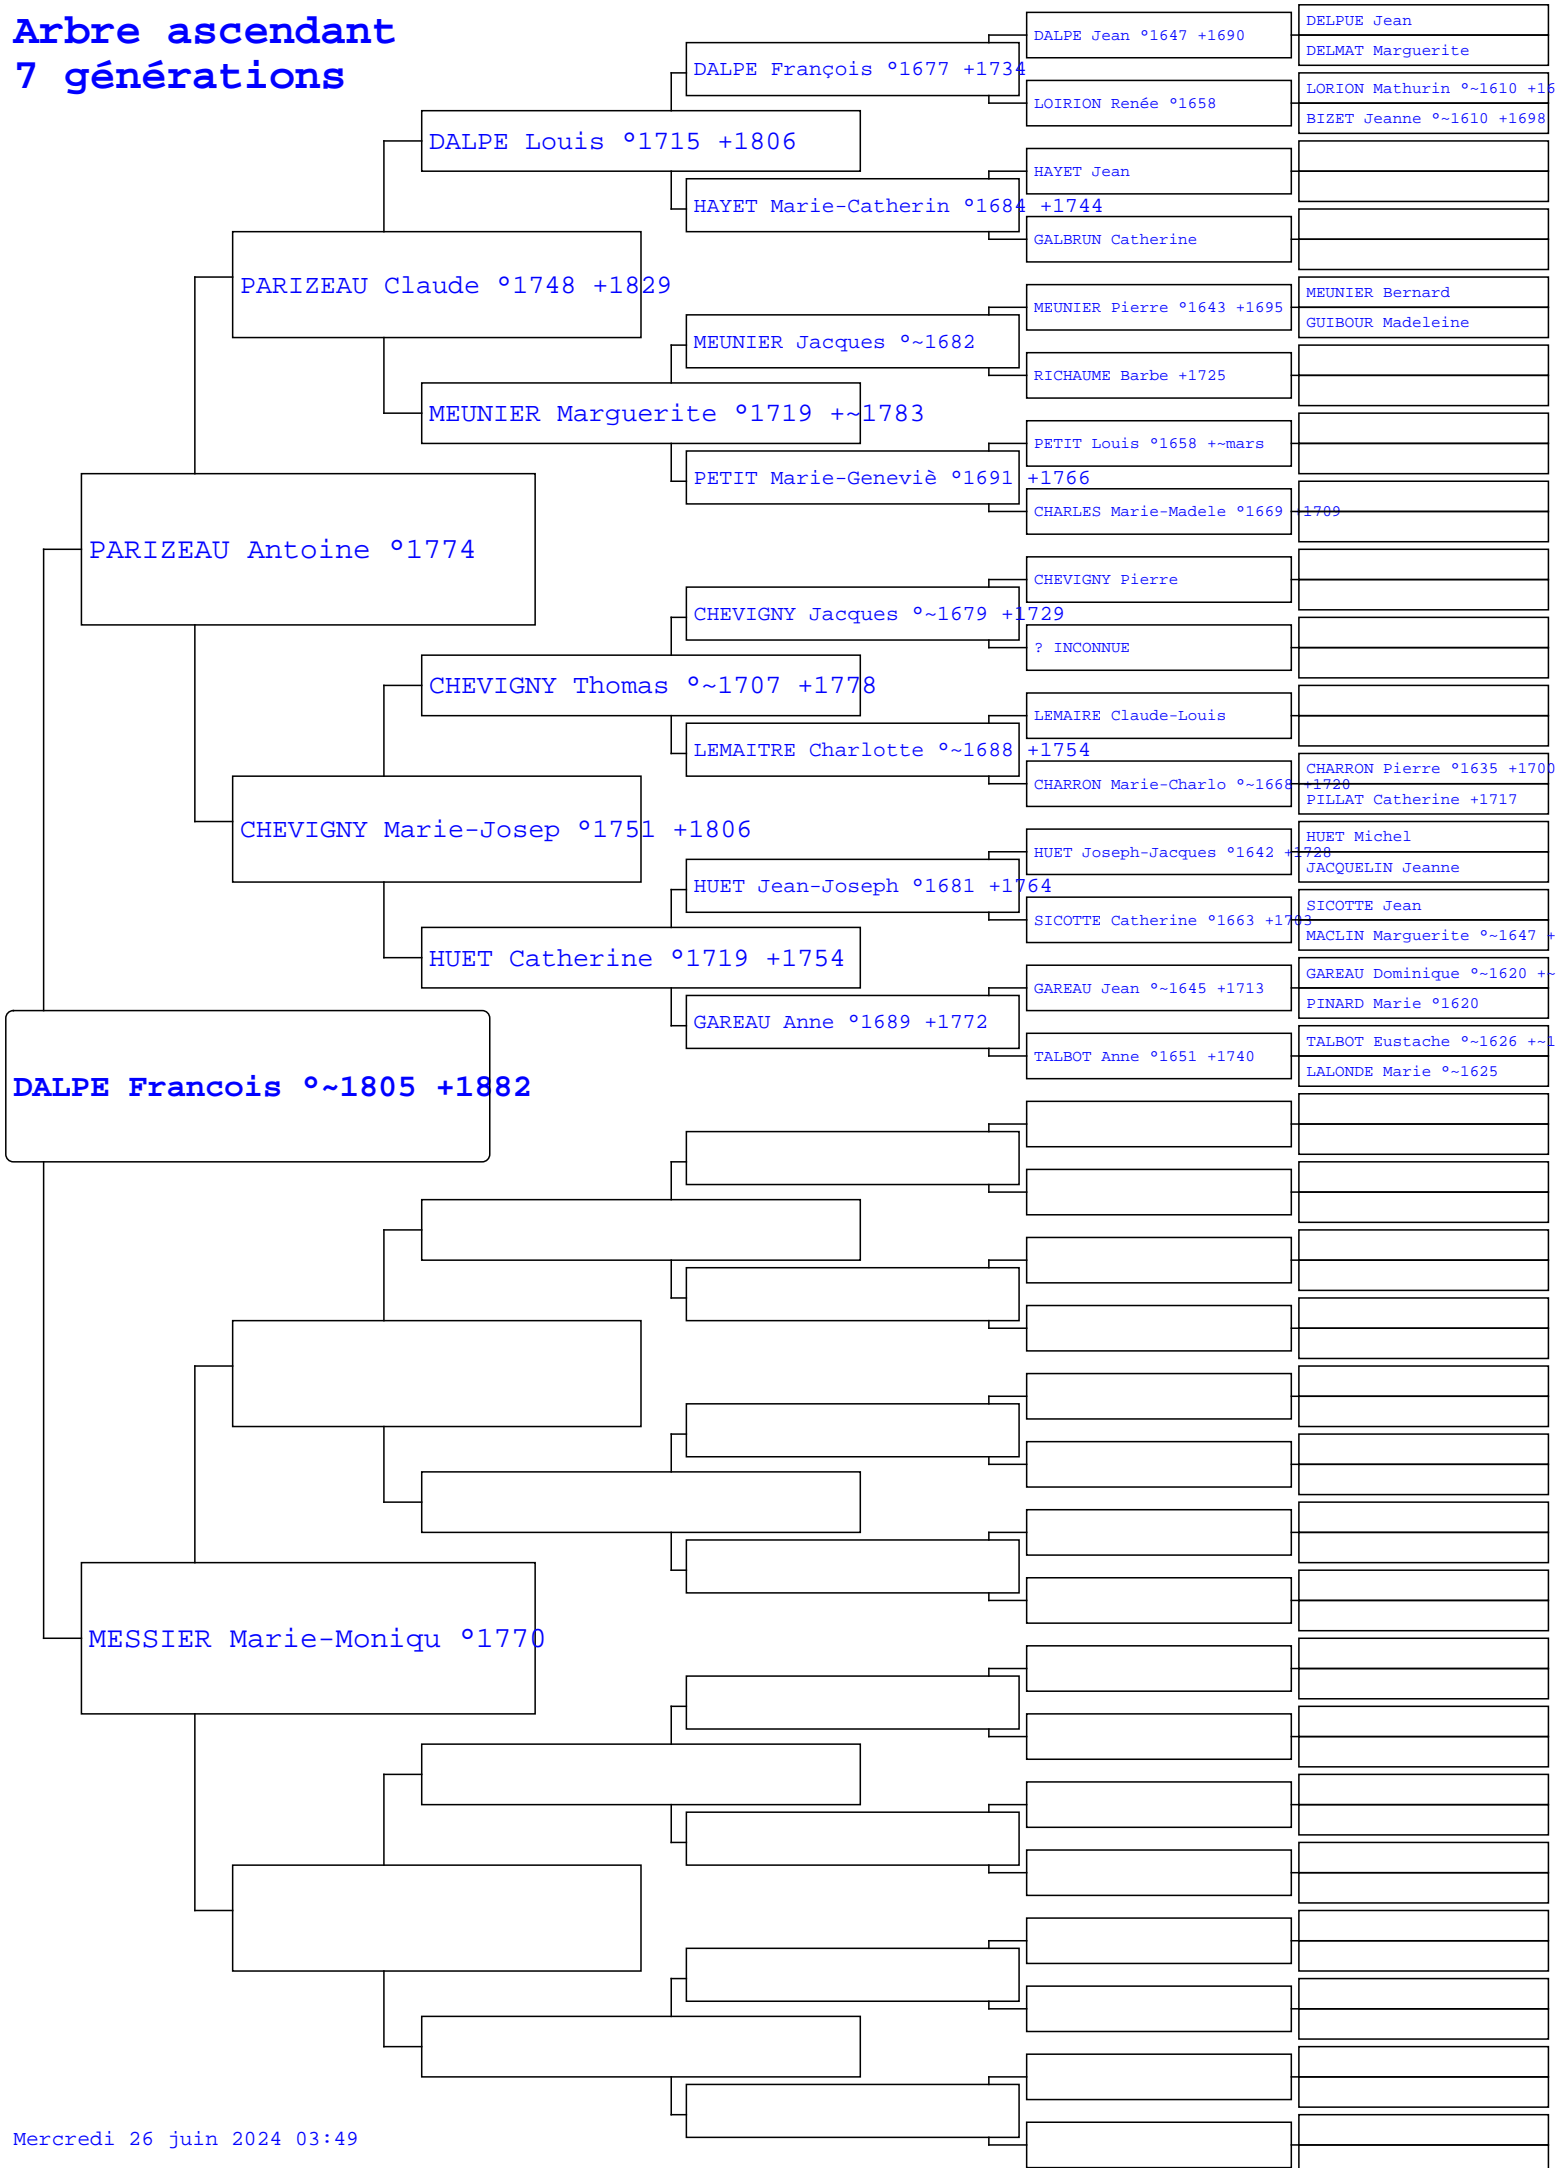 Arbre ascendant
7 générations
DELPUE Jean
DALPE Jean °1647 +1690
DELMAT Marguerite
DALPE François °1677 +1734
LORION Mathurin °~1610 +16
LOIRION Renée °1658
BIZET Jeanne °~1610 +1698
DALPE Louis °1715 +1806
HAYET Jean
HAYET Marie-Catherin °1684 +1744
GALBRUN Catherine
PARIZEAU Claude °1748 +1829
MEUNIER Bernard
MEUNIER Pierre °1643 +1695
GUIBOUR Madeleine
MEUNIER Jacques °~1682
RICHAUME Barbe +1725
MEUNIER Marguerite °1719 +~1783
PETIT Louis °1658 +~mars
PETIT Marie-Geneviè °1691 +1766
CHARLES Marie-Madele °1669 +1709
PARIZEAU Antoine °1774
CHEVIGNY Pierre
CHEVIGNY Jacques °~1679 +1729
? INCONNUE
CHEVIGNY Thomas °~1707 +1778
LEMAIRE Claude-Louis
LEMAITRE Charlotte °~1688 +1754
CHARRON Pierre °1635 +1700
CHARRON Marie-Charlo °~1668 +1720
PILLAT Catherine +1717
CHEVIGNY Marie-Josep °1751 +1806
HUET Michel
HUET Joseph-Jacques °1642 +1728
JACQUELIN Jeanne
HUET Jean-Joseph °1681 +1764
SICOTTE Jean
SICOTTE Catherine °1663 +1703
MACLIN Marguerite °~1647 +
HUET Catherine °1719 +1754
GAREAU Dominique °~1620 +~
GAREAU Jean °~1645 +1713
PINARD Marie °1620
GAREAU Anne °1689 +1772
TALBOT Eustache °~1626 +~1
TALBOT Anne °1651 +1740
LALONDE Marie °~1625
DALPE Francois °~1805 +1882
MESSIER Marie-Moniqu °1770
Mercredi 26 juin 2024 03:49